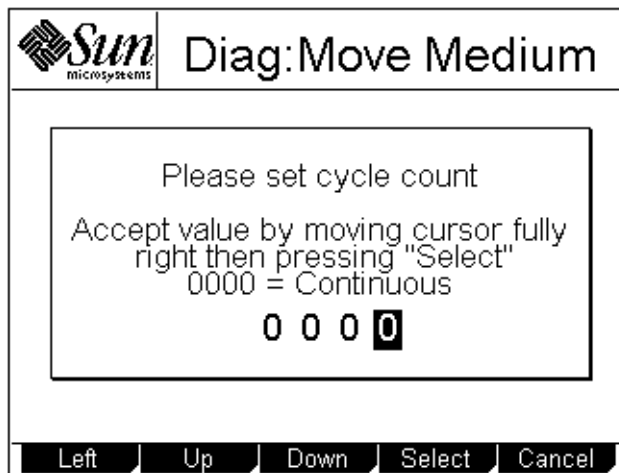 Sun
microsystems
Diag:Move Medium
Please set cycle count
Accept value by moving cursor fully
right then pressing "Select"
0000 = Continuous
0 0 0 0
Left Up Down Select Cancel